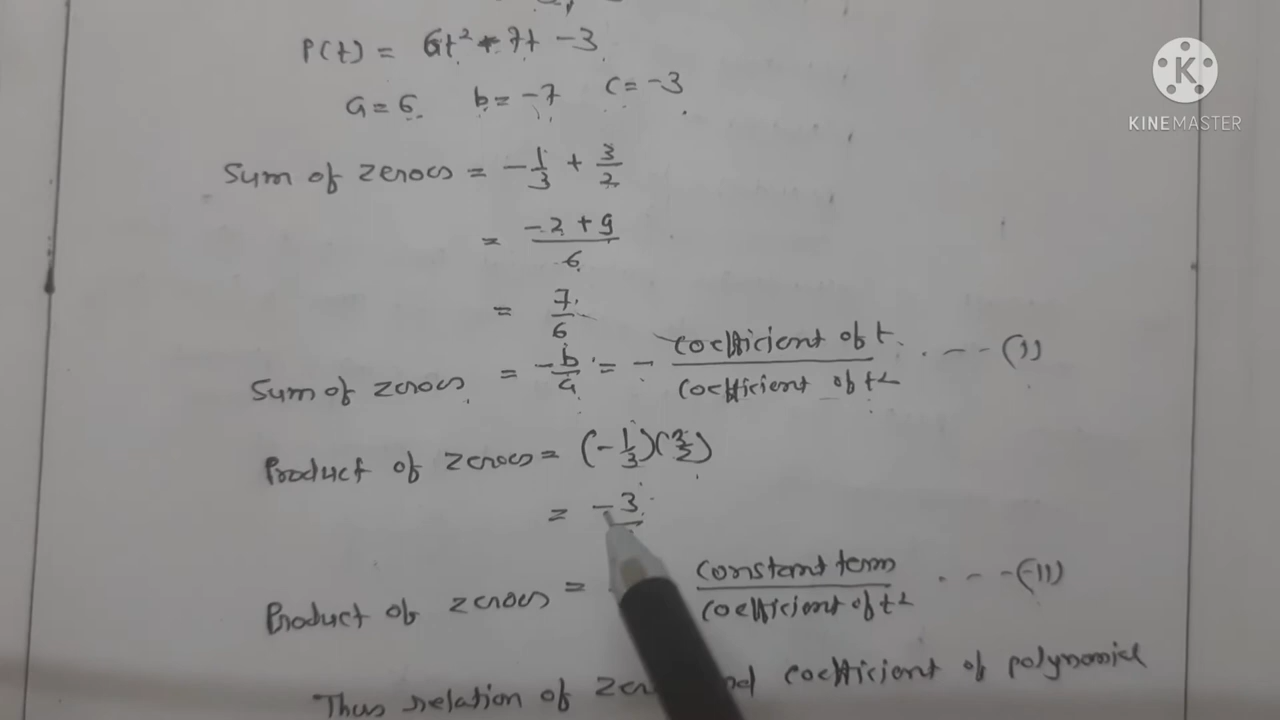 P(t) = 6t² - 7t - 3
a = 6 b = -7 c = -3
KINEMASTER
Sum of zeroes = -1/3 + 3/2
= -2 + 9 / 6
= 7/6
Sum of zeroes = -b/a = - coefficient of t / coefficient of t² . --- (I)
Product of zeroes = (-1/3)(3/2)
= -3
Product of zeroes = constant term / coefficient of t² . --- (II)
Thus relation of coefficient of polynomial